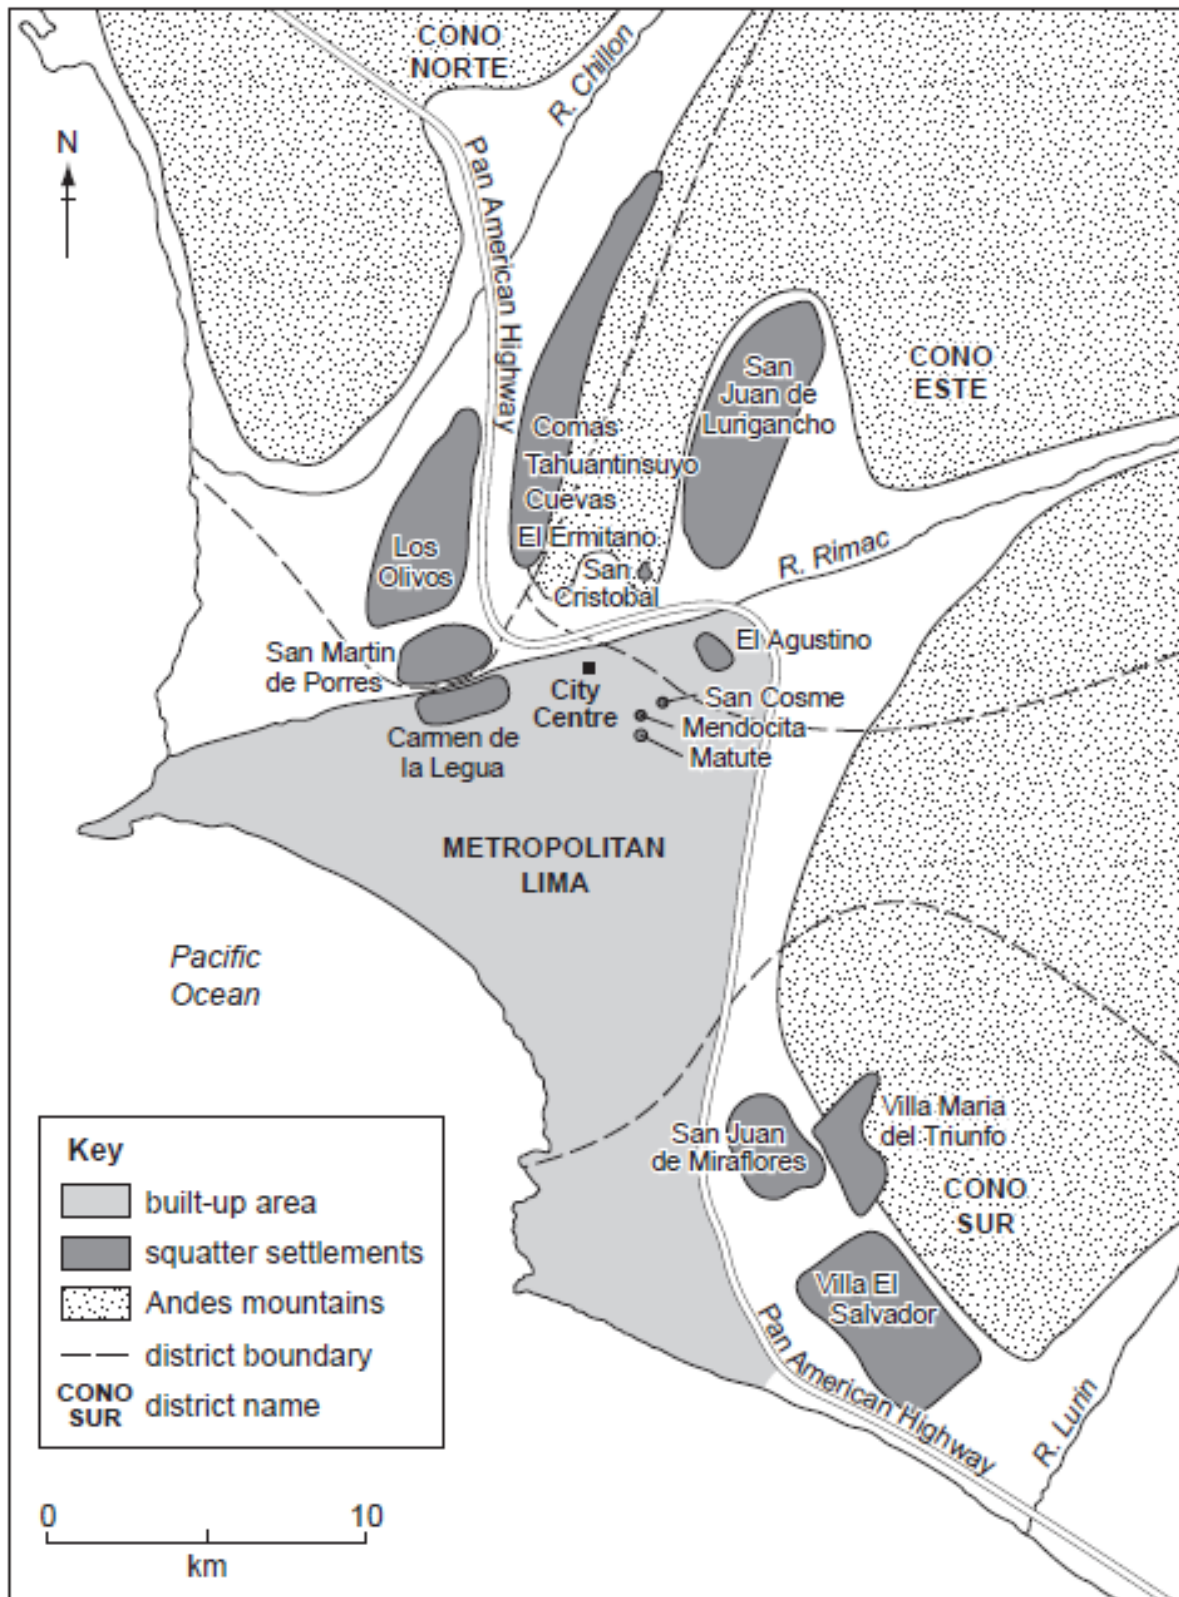 CONO
NORTE
R. Chillon
N
Pan American Highway
CONO
ESTE
San
Juan de
Lurigancho
Comas
Tahuantinsuyo
Cuevas
El Ermitano
Los
Olivos
San
Cristobal
R. Rimac
San Martin
de Porres
El Agustino
City
Centre
San Cosme
Mendocita
Matute
Carmen de
la Legua
METROPOLITAN
LIMA
Pacific
Ocean
Villa Maria
del Triunfo
San Juan
de Miraflores
CONO
SUR
Villa El
Salvador
Pan American Highway
R. Lurin
Key
built-up area
squatter settlements
Andes mountains
district boundary
CONO
SUR
district name
0 10
km